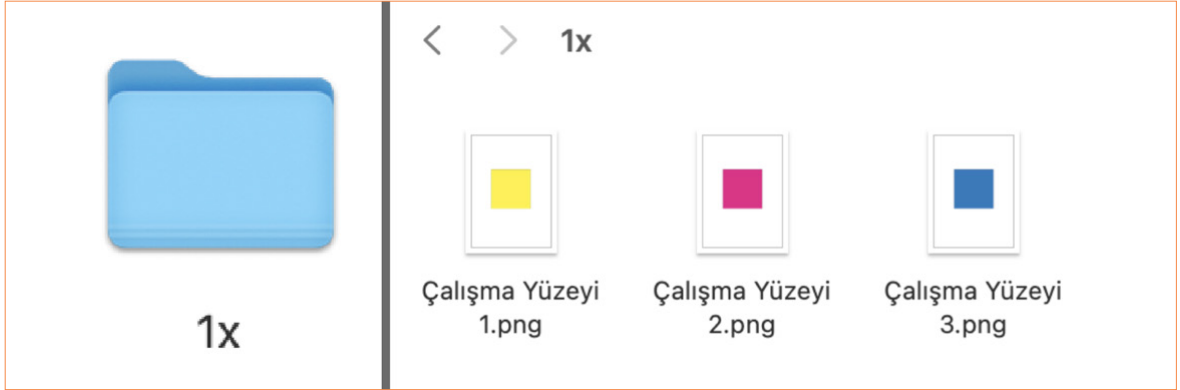 1x
1x
Çalışma Yüzeyi
1.png
Çalışma Yüzeyi
2.png
Çalışma Yüzeyi
3.png